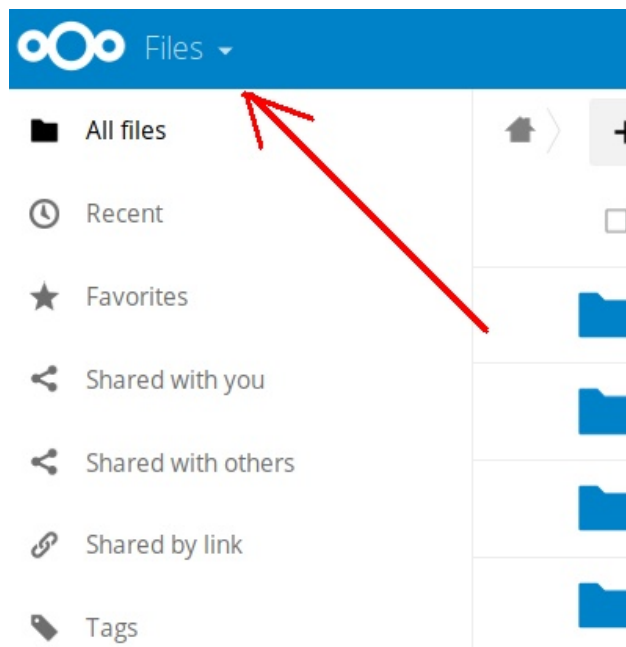 Files
All files
Recent
Favorites
Shared with you
Shared with others
Shared by link
Tags